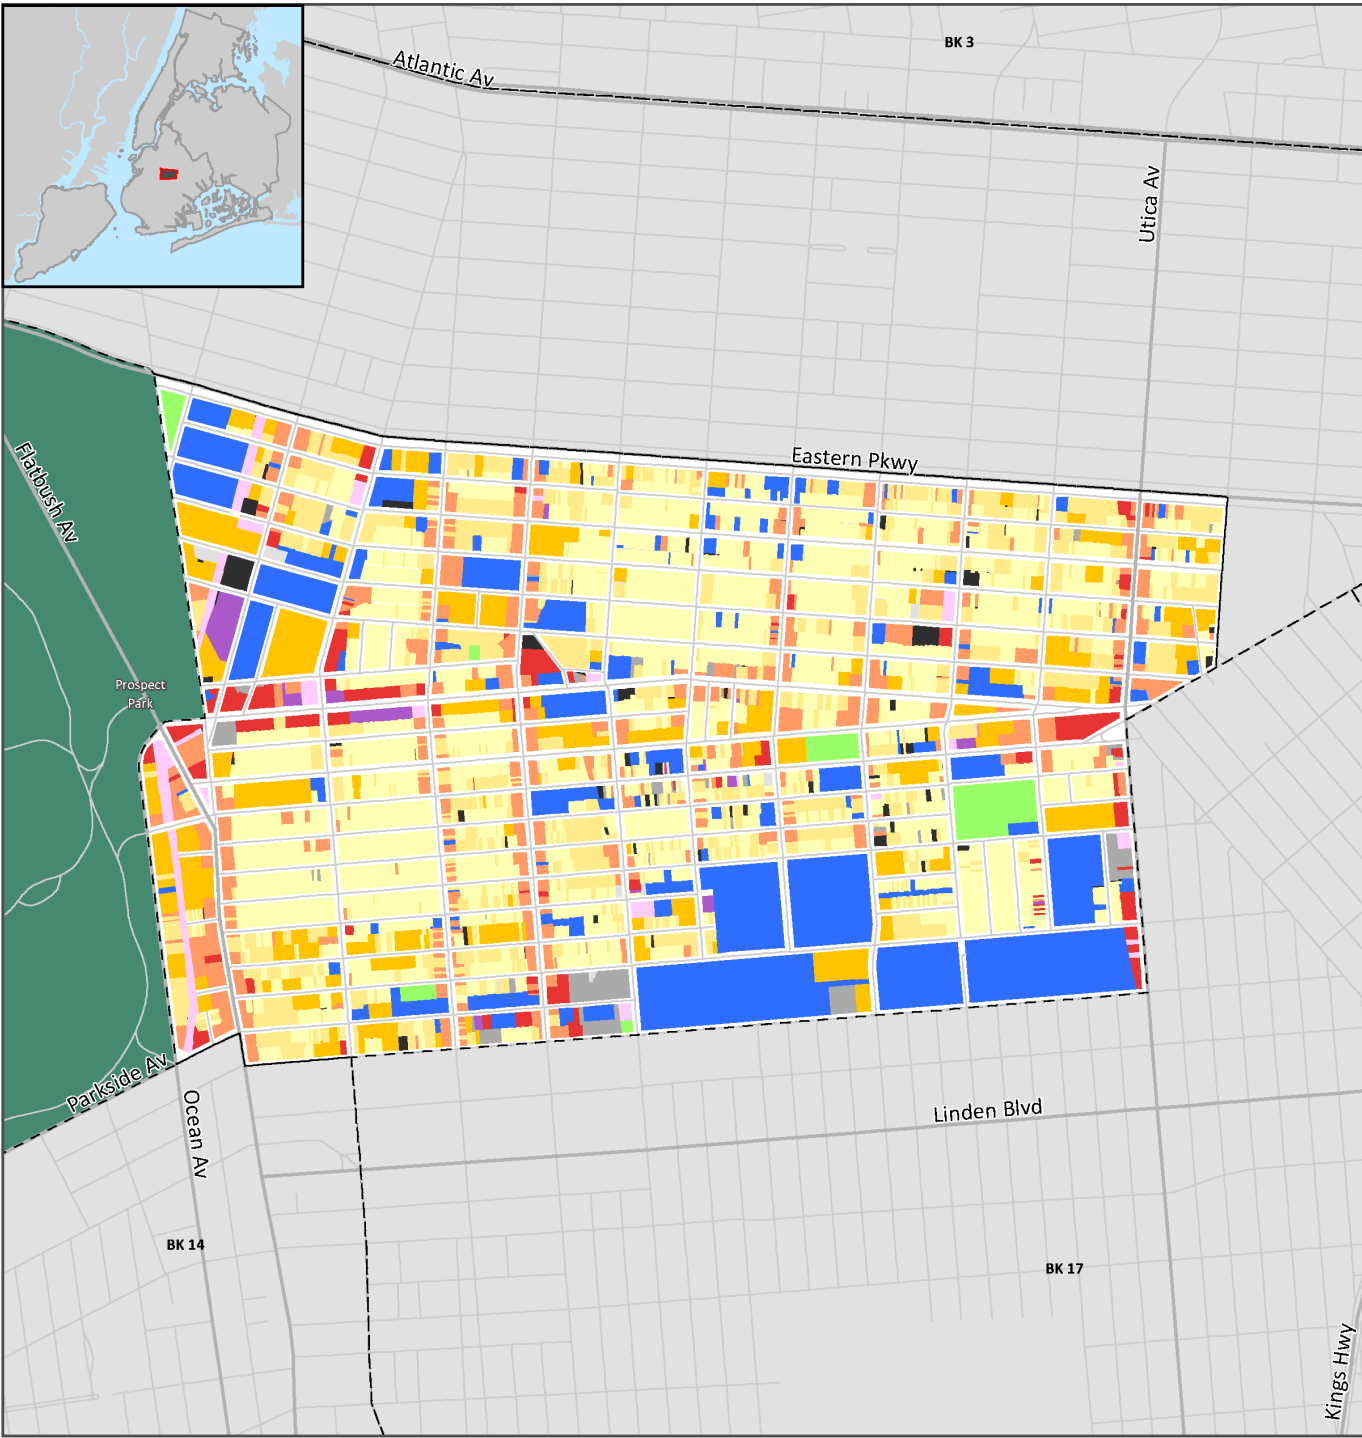 BK 3
Atlantic Av
Utica Av
Eastern Pkwy
Flatbush Av
Prospect
Park
Parkside Av
Ocean Av
Linden Blvd
BK 14
BK 17
Kings Hwy